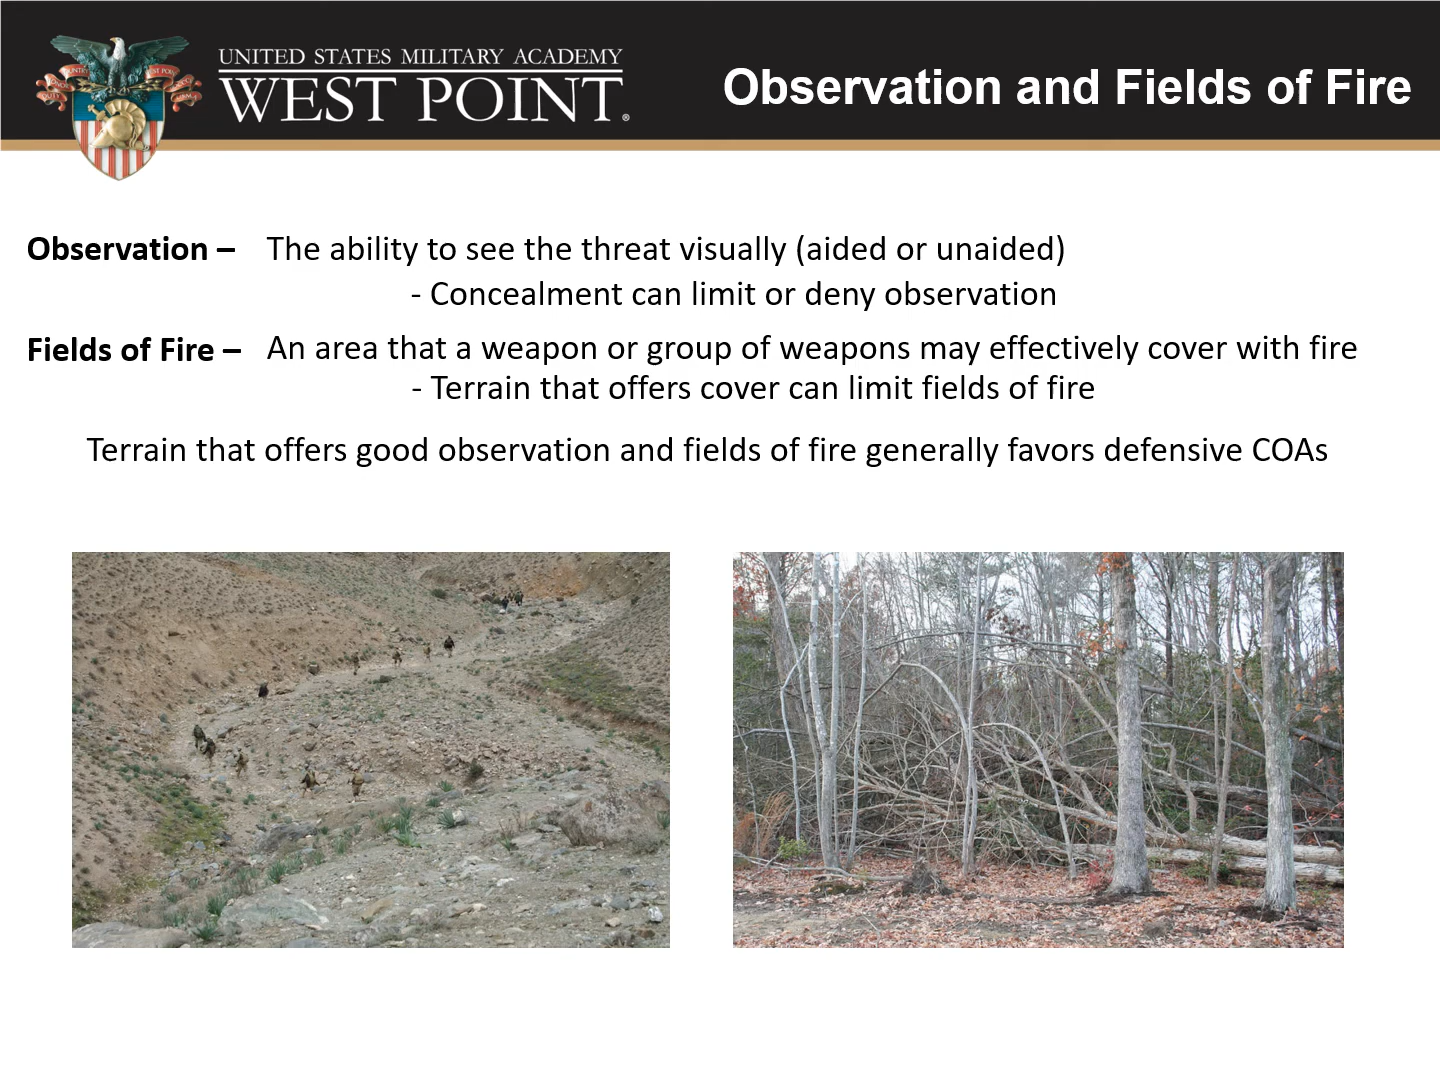 UNITED STATES MILITARY ACADEMY
WEST POINT®
Observation and Fields of Fire
Observation – The ability to see the threat visually (aided or unaided)
- Concealment can limit or deny observation
Fields of Fire – An area that a weapon or group of weapons may effectively cover with fire
- Terrain that offers cover can limit fields of fire
Terrain that offers good observation and fields of fire generally favors defensive COAs